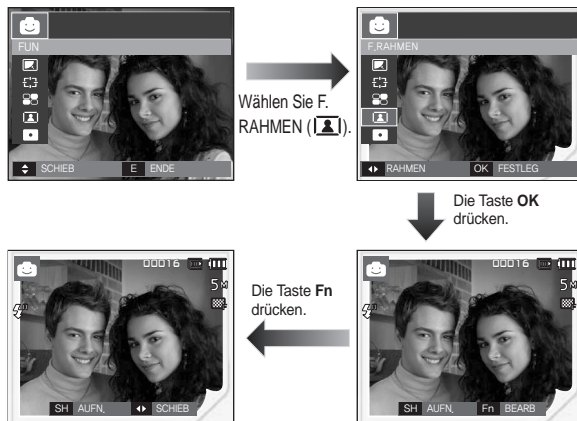 FUN
SCHIEB
E ENDE
Wählen Sie F.
RAHMEN ( ).
F.RAHMEN
RAHMEN
OK FESTLEG
Die Taste OK
drücken.
00016
5M
SH AUFN.
Fn BEARB
Die Taste Fn
drücken.
00016
5M
SH AUFN.
SCHIEB